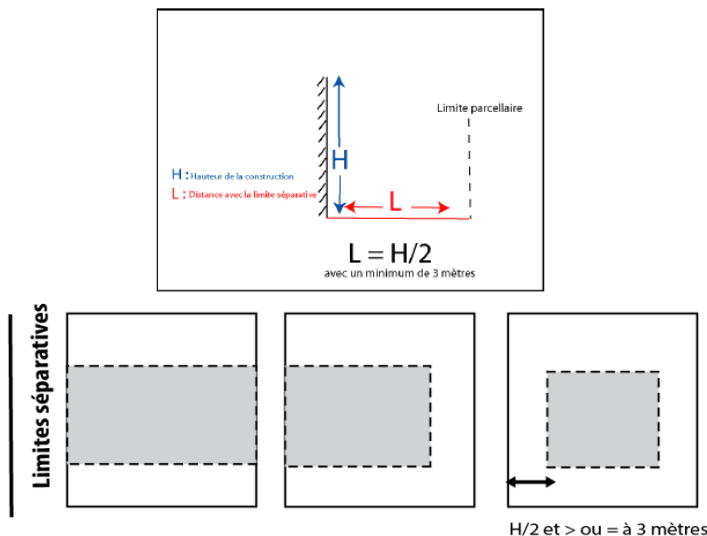 Limite parcellaire
H
H : Hauteur de la construction
L : Distance avec la limite séparative
L
L = H/2
avec un minimum de 3 mètres
Limites séparatives
H/2 et > ou = à 3 mètres